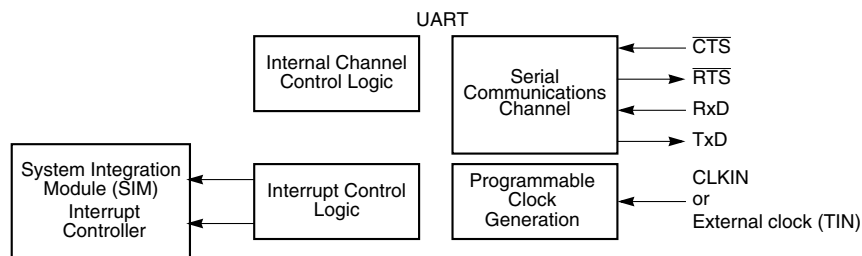 UART
Internal Channel
Control Logic
Serial
Communications
Channel
CTS
RTS
RxD
TxD
System Integration
Module (SIM)
Interrupt
Controller
Interrupt Control
Logic
Programmable
Clock
Generation
CLKIN
or
External clock (TIN)